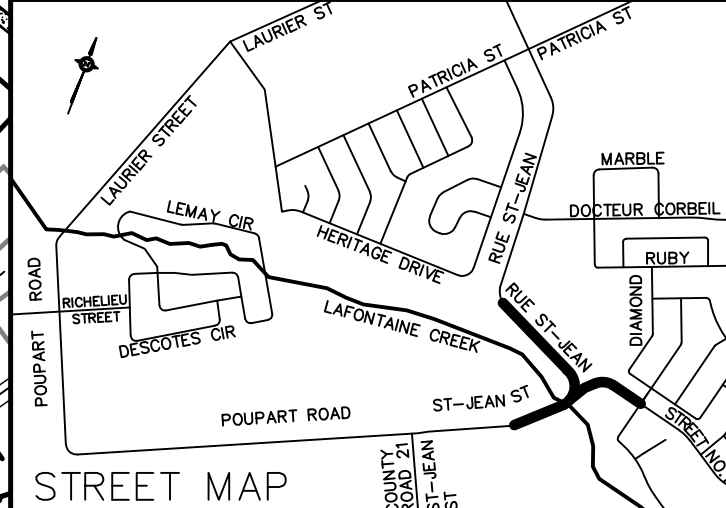 LAURIER ST
PATRICIA ST
PATRICIA ST
LAURIER STREET
MARBLE
LEMAY CIR
RUE ST-JEAN
DOCTEUR CORBEIL
HERITAGE DRIVE
RUBY
ROAD
RICHELIEU
STREET
RUE ST-JEAN
DIAMOND
LAFONTAINE CREEK
DESCOTES CIR
POUPART
ST-JEAN ST
POUPART ROAD
STREET NO.
COUNTY
ROAD 21
ST-JEAN
ST
STREET MAP